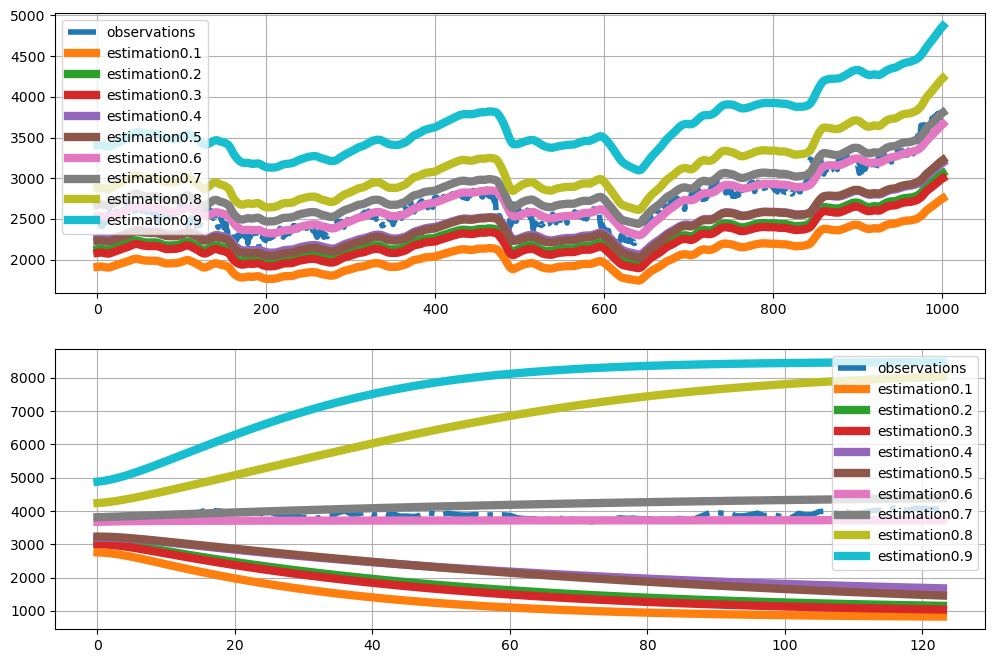 5000
4500
4000
3500
3000
2500
2000
observations
estimation0.1
estimation0.2
estimation0.3
estimation0.4
estimation0.5
estimation0.6
estimation0.7
estimation0.8
estimation0.9
0 200 400 600 800 1000
8000
7000
6000
5000
4000
3000
2000
1000
observations
estimation0.1
estimation0.2
estimation0.3
estimation0.4
estimation0.5
estimation0.6
estimation0.7
estimation0.8
estimation0.9
0 20 40 60 80 100 120